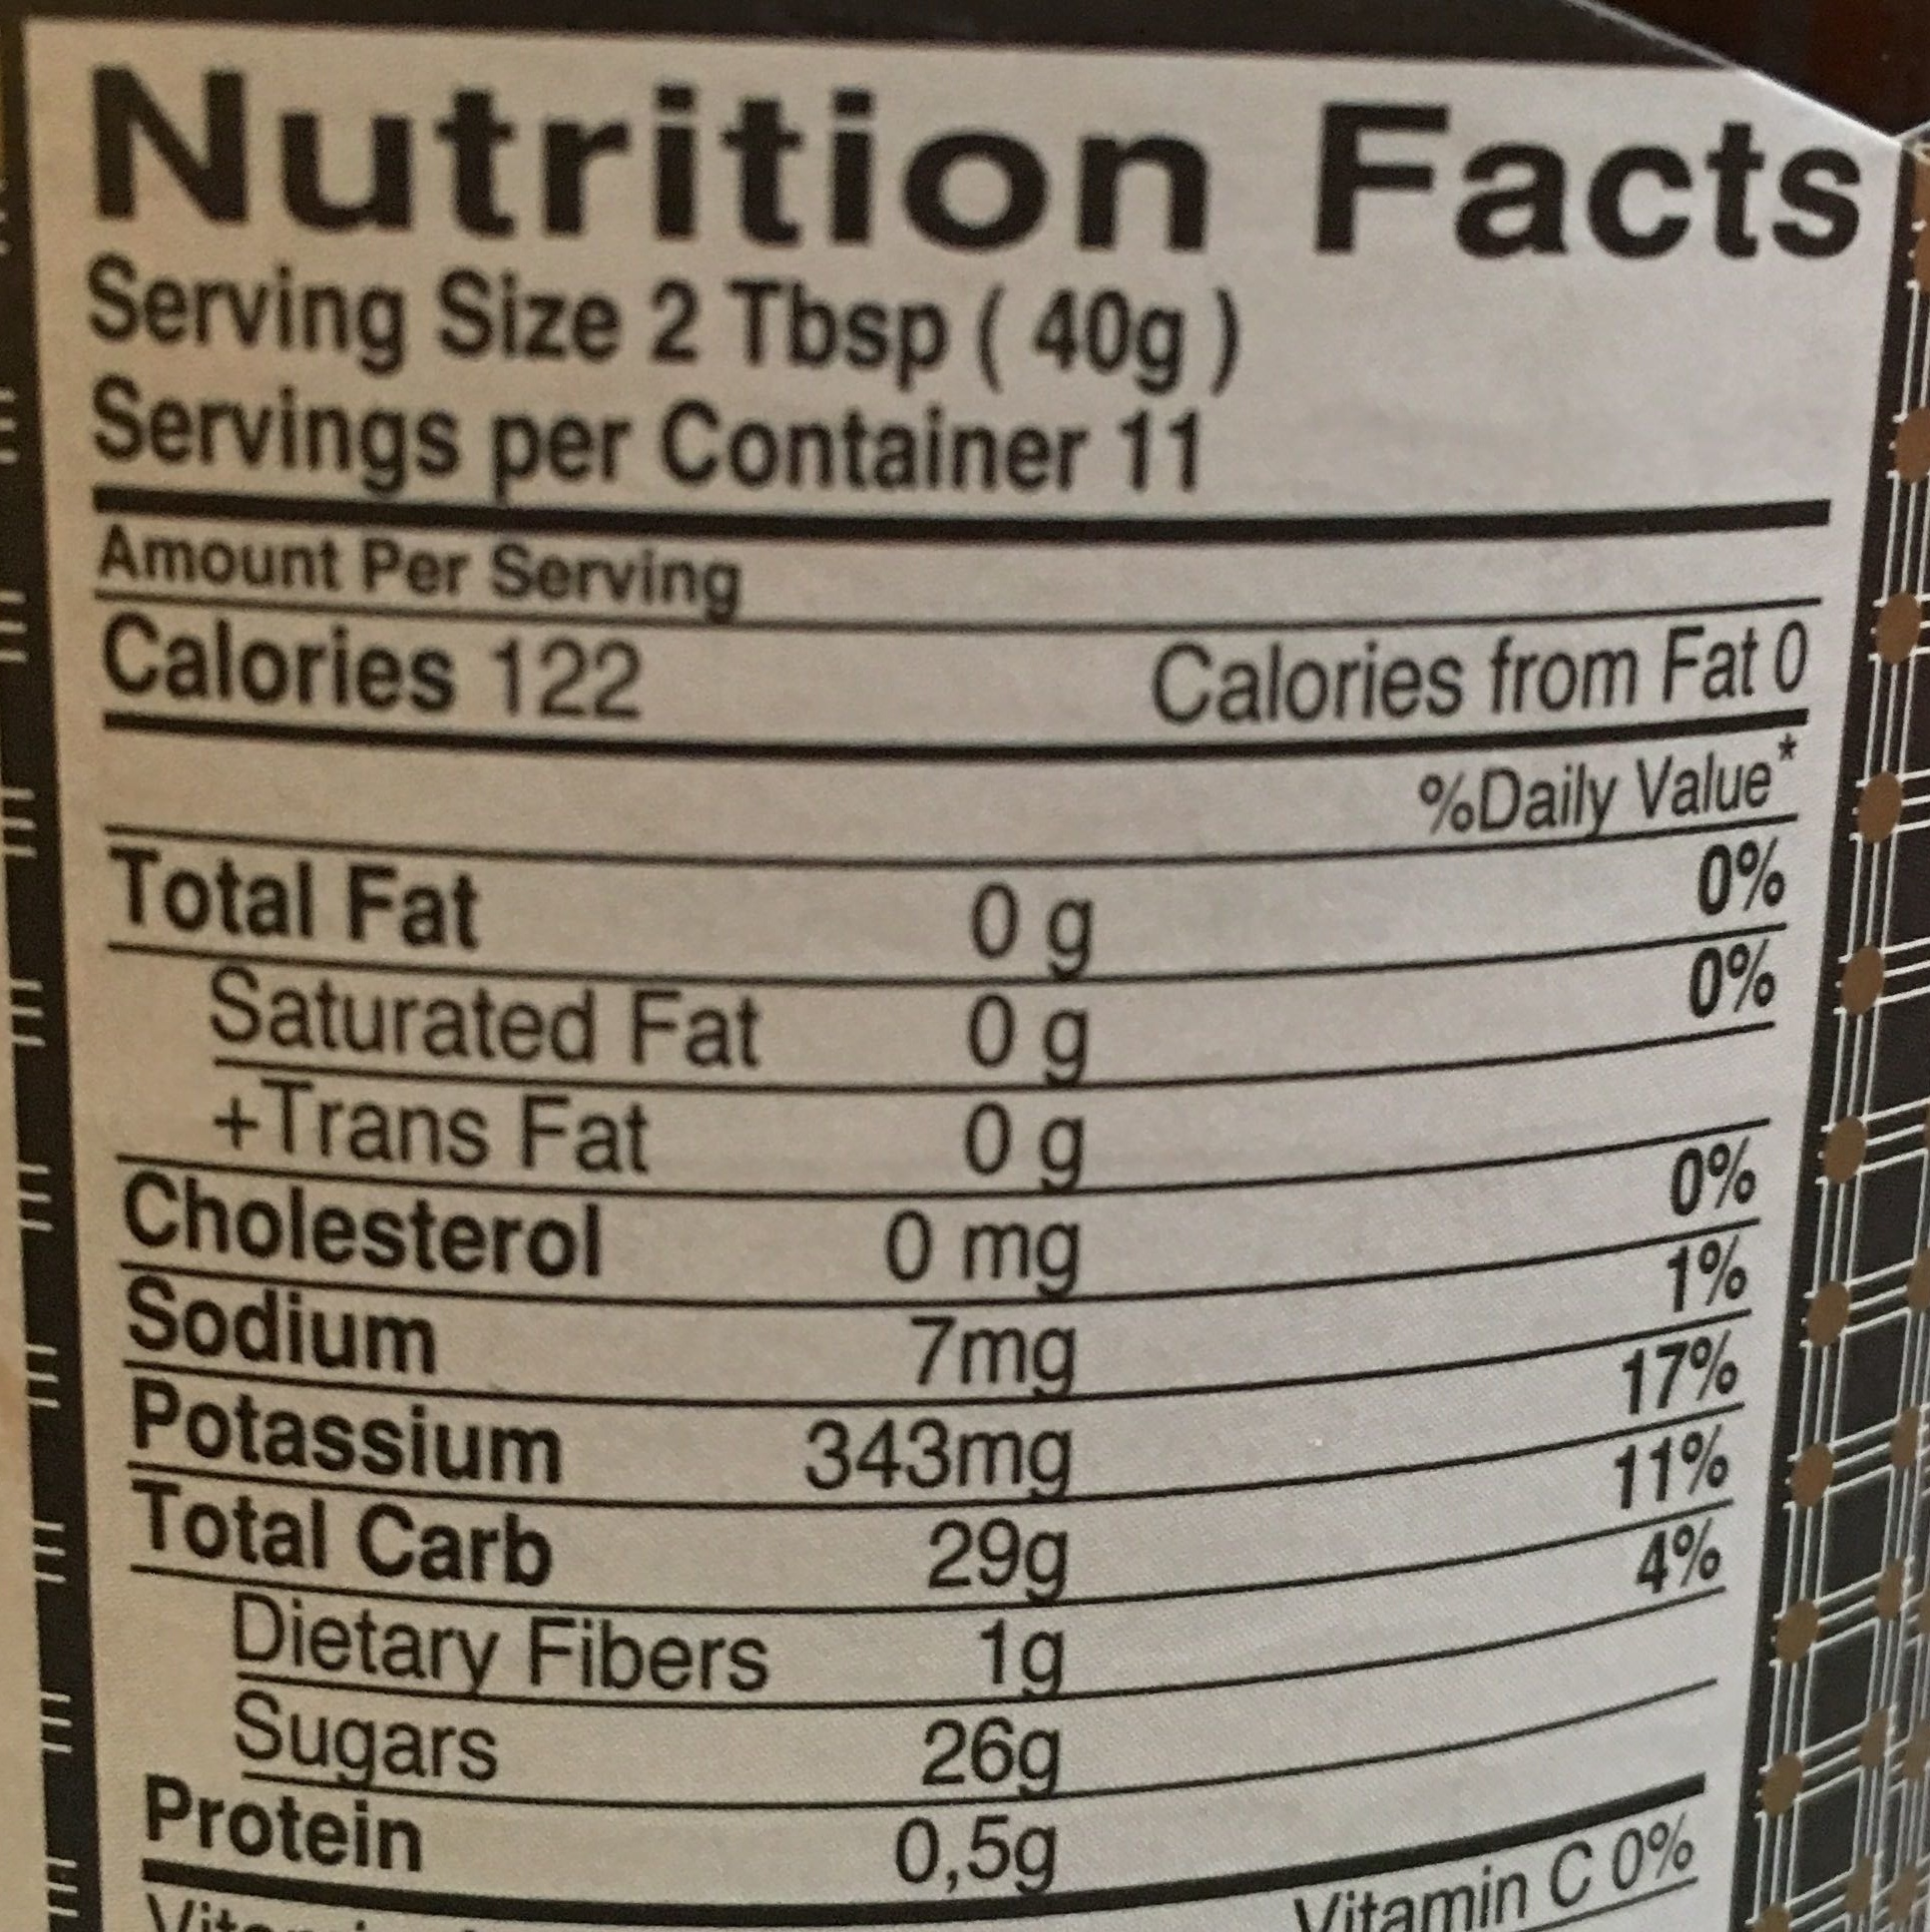 Nutrition Facts
Serving Size 2 Tbsp ( 40g )
Servings per Container 11
Amount Per Serving
Calories 122 Calories from Fat 0
%Daily Value*
Total Fat 0 g 0%
Saturated Fat 0 g 0%
+Trans Fat 0 g
Cholesterol 0 mg 0%
Sodium 7mg 1%
Potassium 343mg 17%
Total Carb 29g 11%
Dietary Fibers 1g 4%
Sugars 26g
Protein 0,5g
Vitamin C 0%